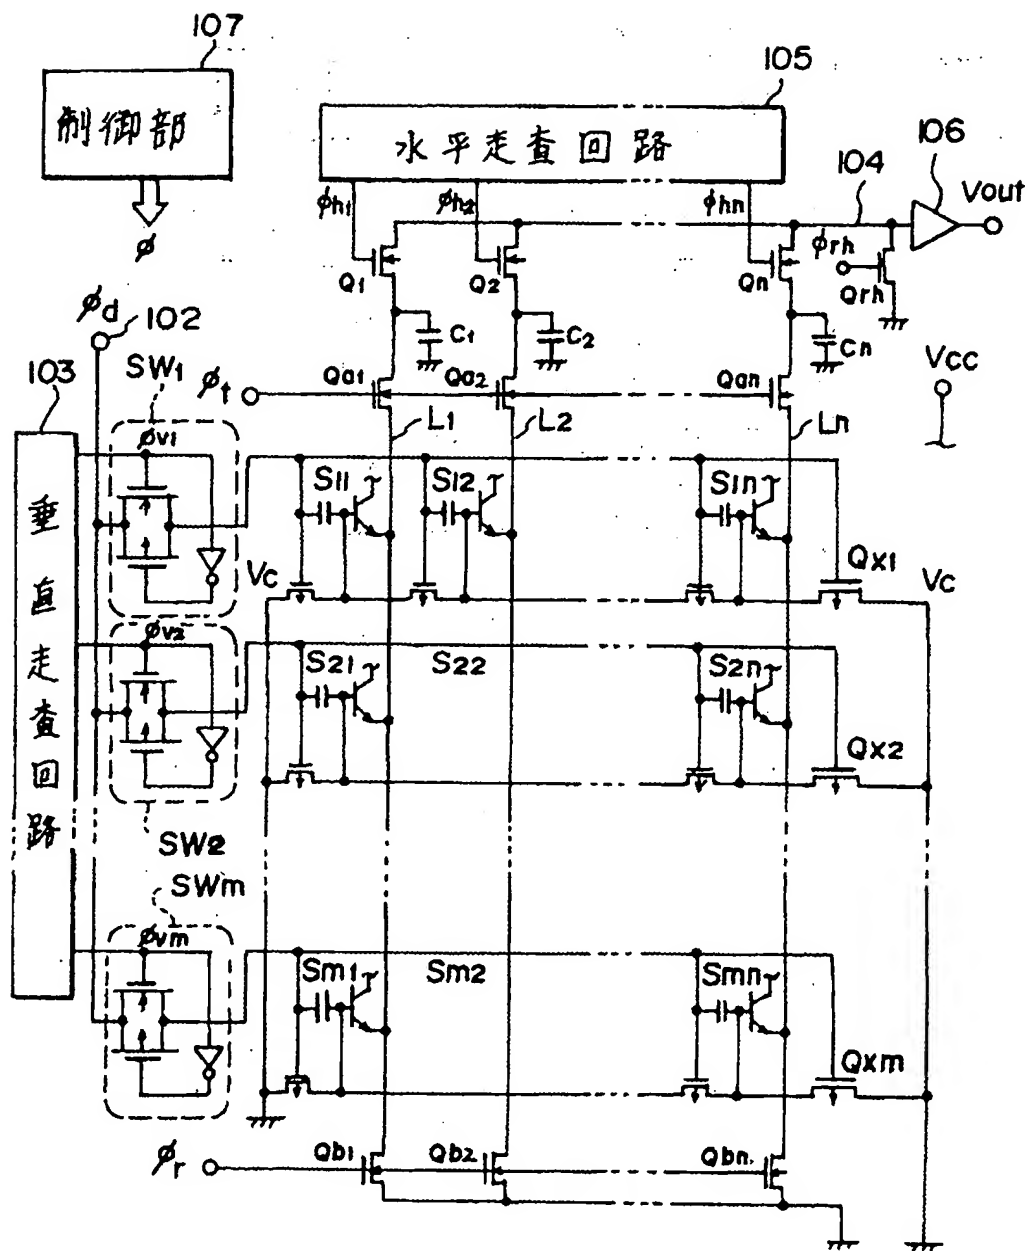 107
制御部
φ
105
水平走査回路
φh1 φh2 φhn
104
106
Vout
φrh
Q1 Q2 Qn Qrh
C1 C2 Cn
φd
102
103
SW1
φt
Qa1 Qa2 Qan
Vcc
L1 L2 Ln
垂直走査回路
φv1
S11 S12 S1n
Vc
Qx1
Vc
φv2
S21 S22 S2n
Qx2
SW2
SWm
φvm
Sm1 Sm2 Smn
Qxm
φr
Qb1 Qb2 Qbn